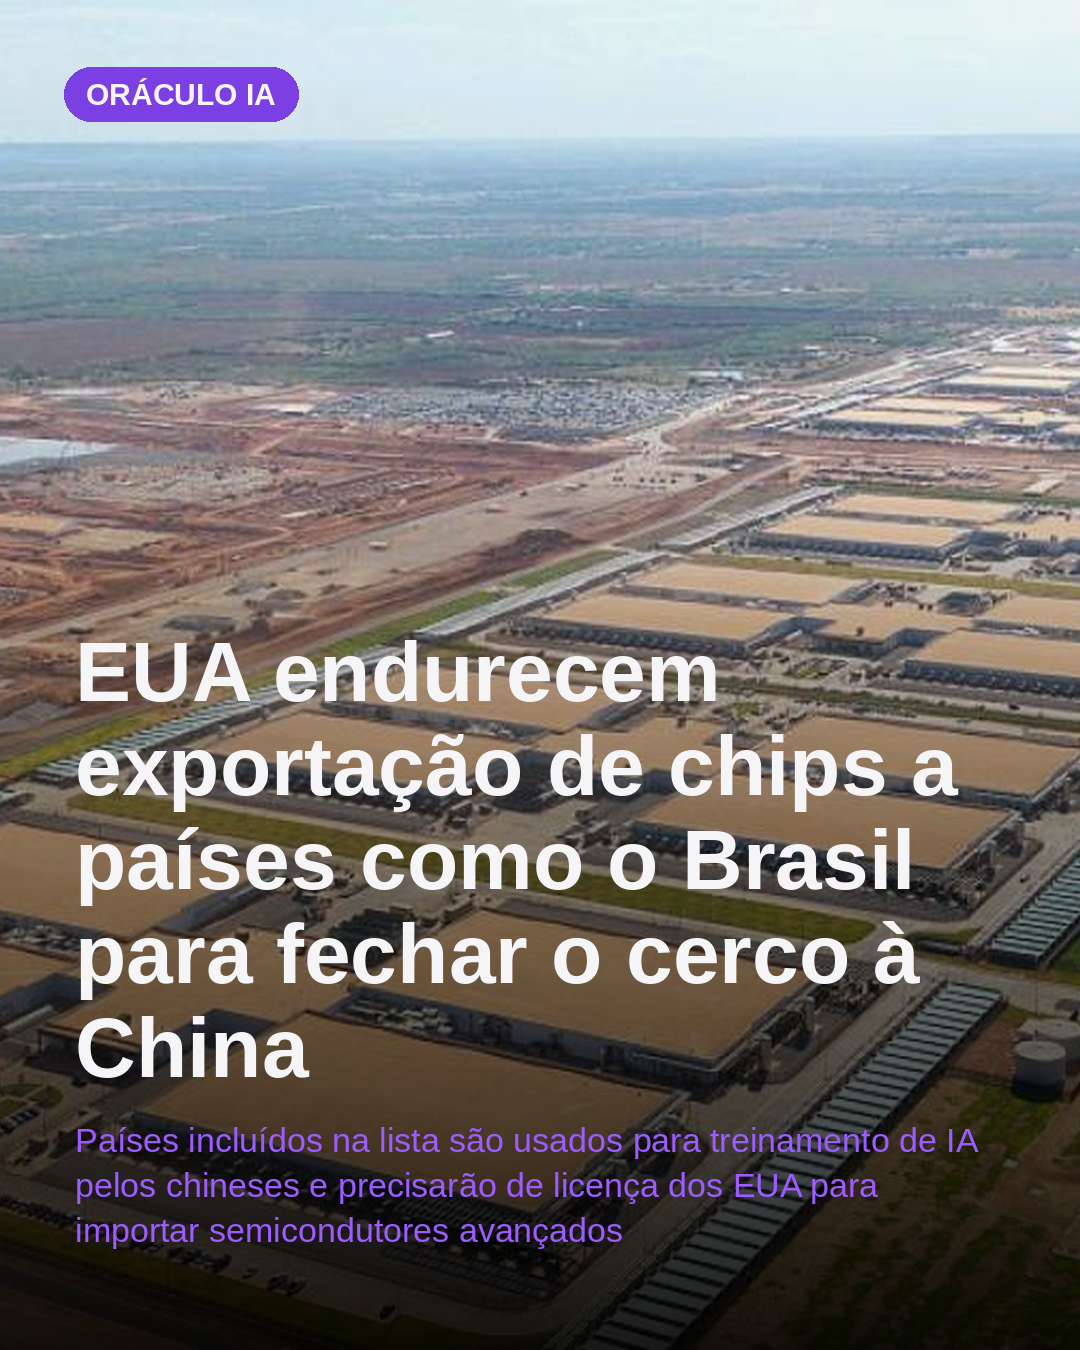 ORÁCULO IA
EUA endurecem
exportação de chips a
países como o Brasil
para fechar o cerco à
China
Países incluídos na lista são usados para treinamento de IA
pelos chineses e precisarão de licença dos EUA para
importar semicondutores avançados